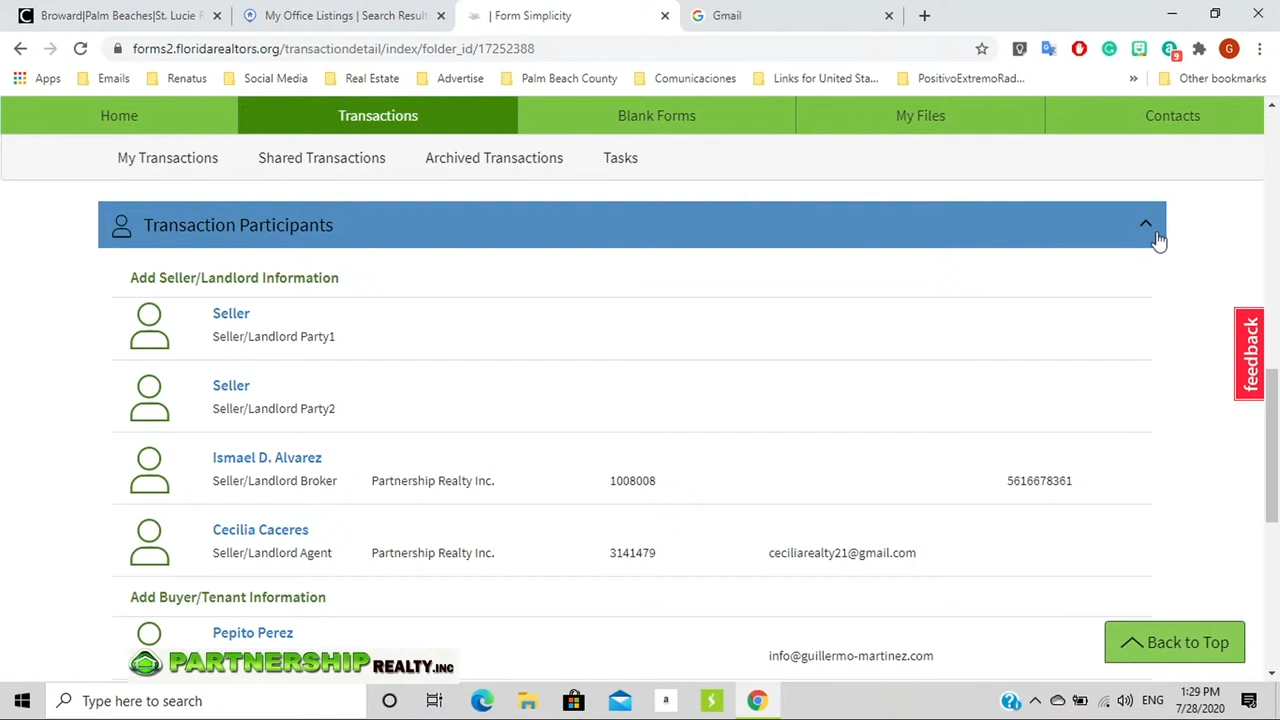 Broward|Palm Beaches|St. Lucie R
My Office Listings | Search Result
| Form Simplicity
Gmail
forms2.floridarealtors.org/transactiondetail/index/folder_id/17252388
Apps
Emails
Renatus
Social Media
Real Estate
Advertise
Palm Beach County
Comunicaciones
Links for United Sta...
PositivoExtremoRad...
»
Other bookmarks
Home
Transactions
Blank Forms
My Files
Contacts
My Transactions
Shared Transactions
Archived Transactions
Tasks
Transaction Participants
Add Seller/Landlord Information
Seller
Seller/Landlord Party1
feedback
Seller
Seller/Landlord Party2
Ismael D. Alvarez
Seller/Landlord Broker Partnership Realty Inc. 1008008 5616678361
Cecilia Caceres
Seller/Landlord Agent Partnership Realty Inc. 3141479 ceciliarealty21@gmail.com
Add Buyer/Tenant Information
Pepito Perez
info@guillermo-martinez.com
Back to Top
PARTNERSHIP REALTY.INC
Type here to search
ENG
1:29 PM
7/28/2020